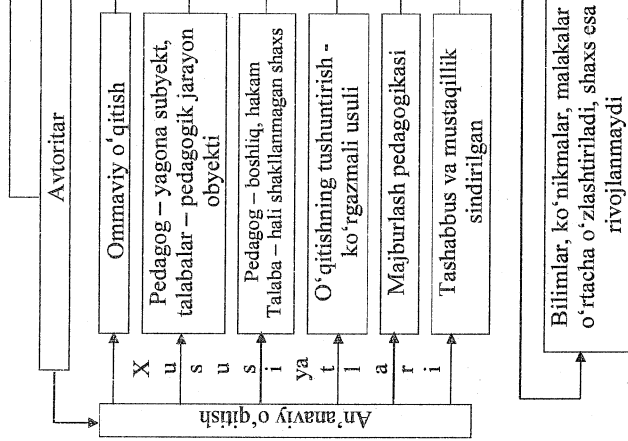 Avtoritar
An'anaviy o‘qitish
Xususiyatlari
Ommaviy o‘qitish
Pedagog – yagona subyekt,
talabalar – pedagogik jarayon
obyekti
Pedagog – boshliq, hakam
Talaba – hali shakllanmagan shaxs
O‘qitishning tushuntirish -
ko‘rgazmali usuli
Majburlash pedagogikasi
Tashabbus va mustaqillik
sindirilgan
Bilimlar, ko‘nikmalar, malakalar
o‘rtacha o‘zlashtiriladi, shaxs esa
rivojlanmaydi